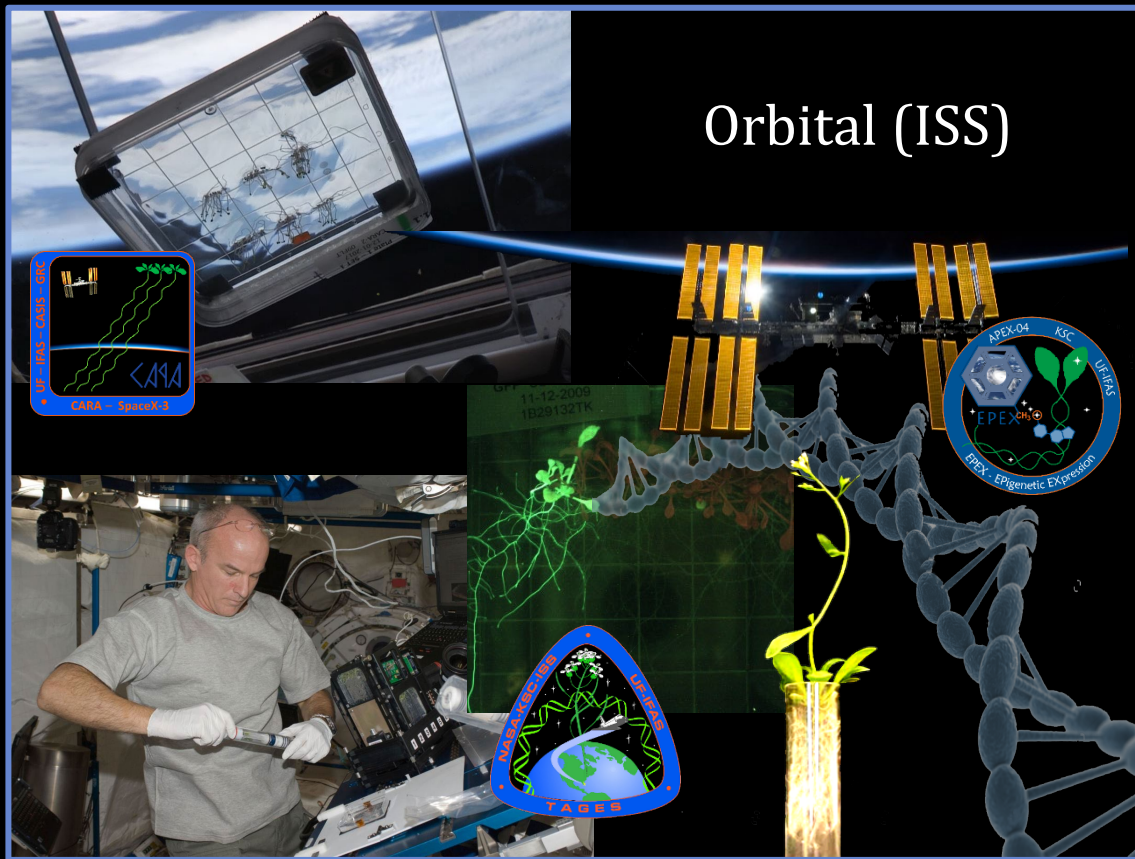 Orbital (ISS)
UF – IFAS – CASIS – GRC
CARA
CARA – SpaceX-3
11-12-2009
1B29132TK
APEX-04 KSC UF-IFAS
EPEX
CH₃
EPEX - EPigenetic EXpression
NASA-KSC-ISS
UF-IFAS
TAGES